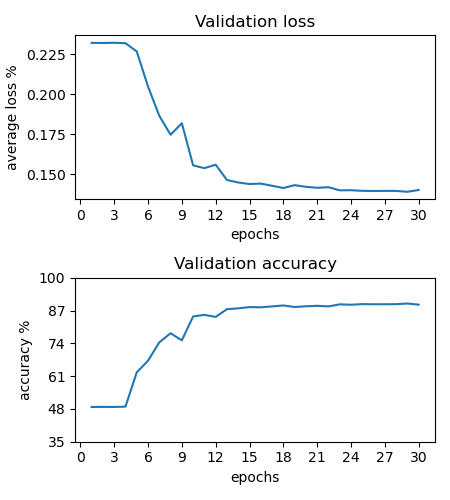 Validation loss
average loss %
0.225
0.200
0.175
0.150
0 3 6 9 12 15 18 21 24 27 30
epochs
Validation accuracy
accuracy %
100
87
74
61
48
35
0 3 6 9 12 15 18 21 24 27 30
epochs